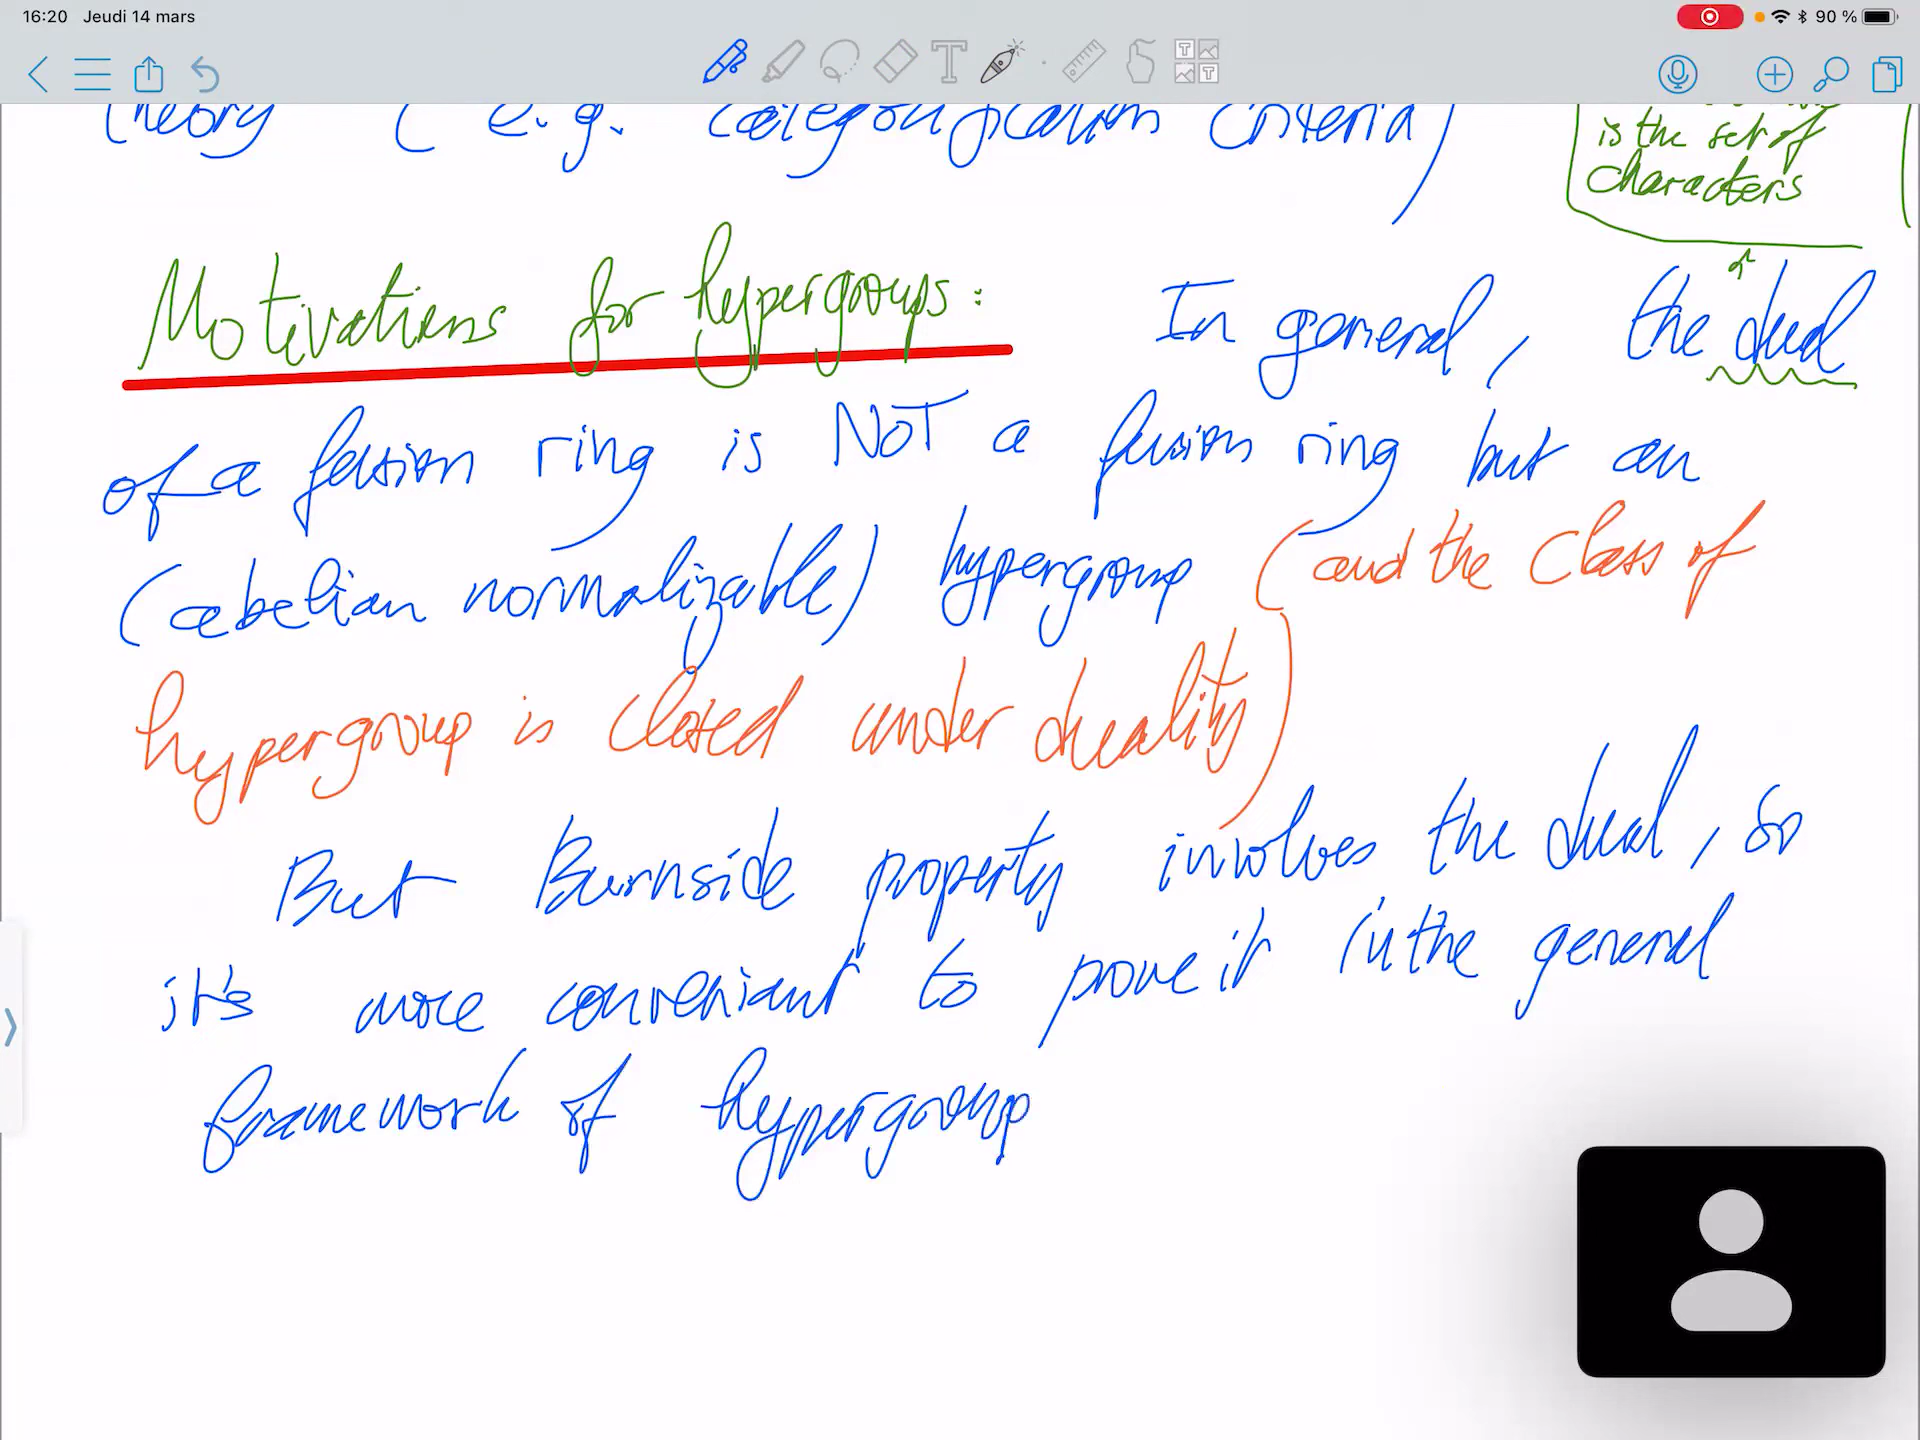 16:20 Jeudi 14 mars
90 %
theory ( e.g. categorification criteria)
is the set of
characters
Motivations for hypergroups: In general, the dual
of a fusion ring is NOT a fusion ring but an
(abelian normalizable) hypergroup (and the class of
hypergroup is closed under duality)
But Burnside property involves the dual, so
it's more convenient to prove it in the general
framework of hypergroup